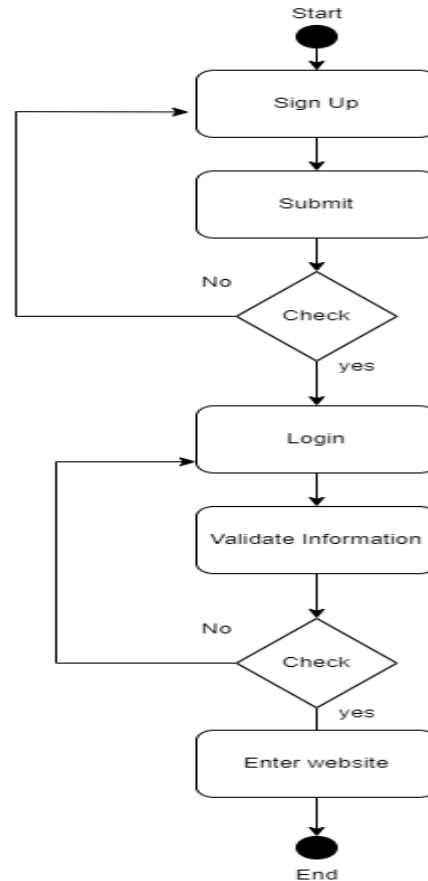 Start
Sign Up
Submit
No
Check
yes
Login
Validate Information
No
Check
yes
Enter website
End